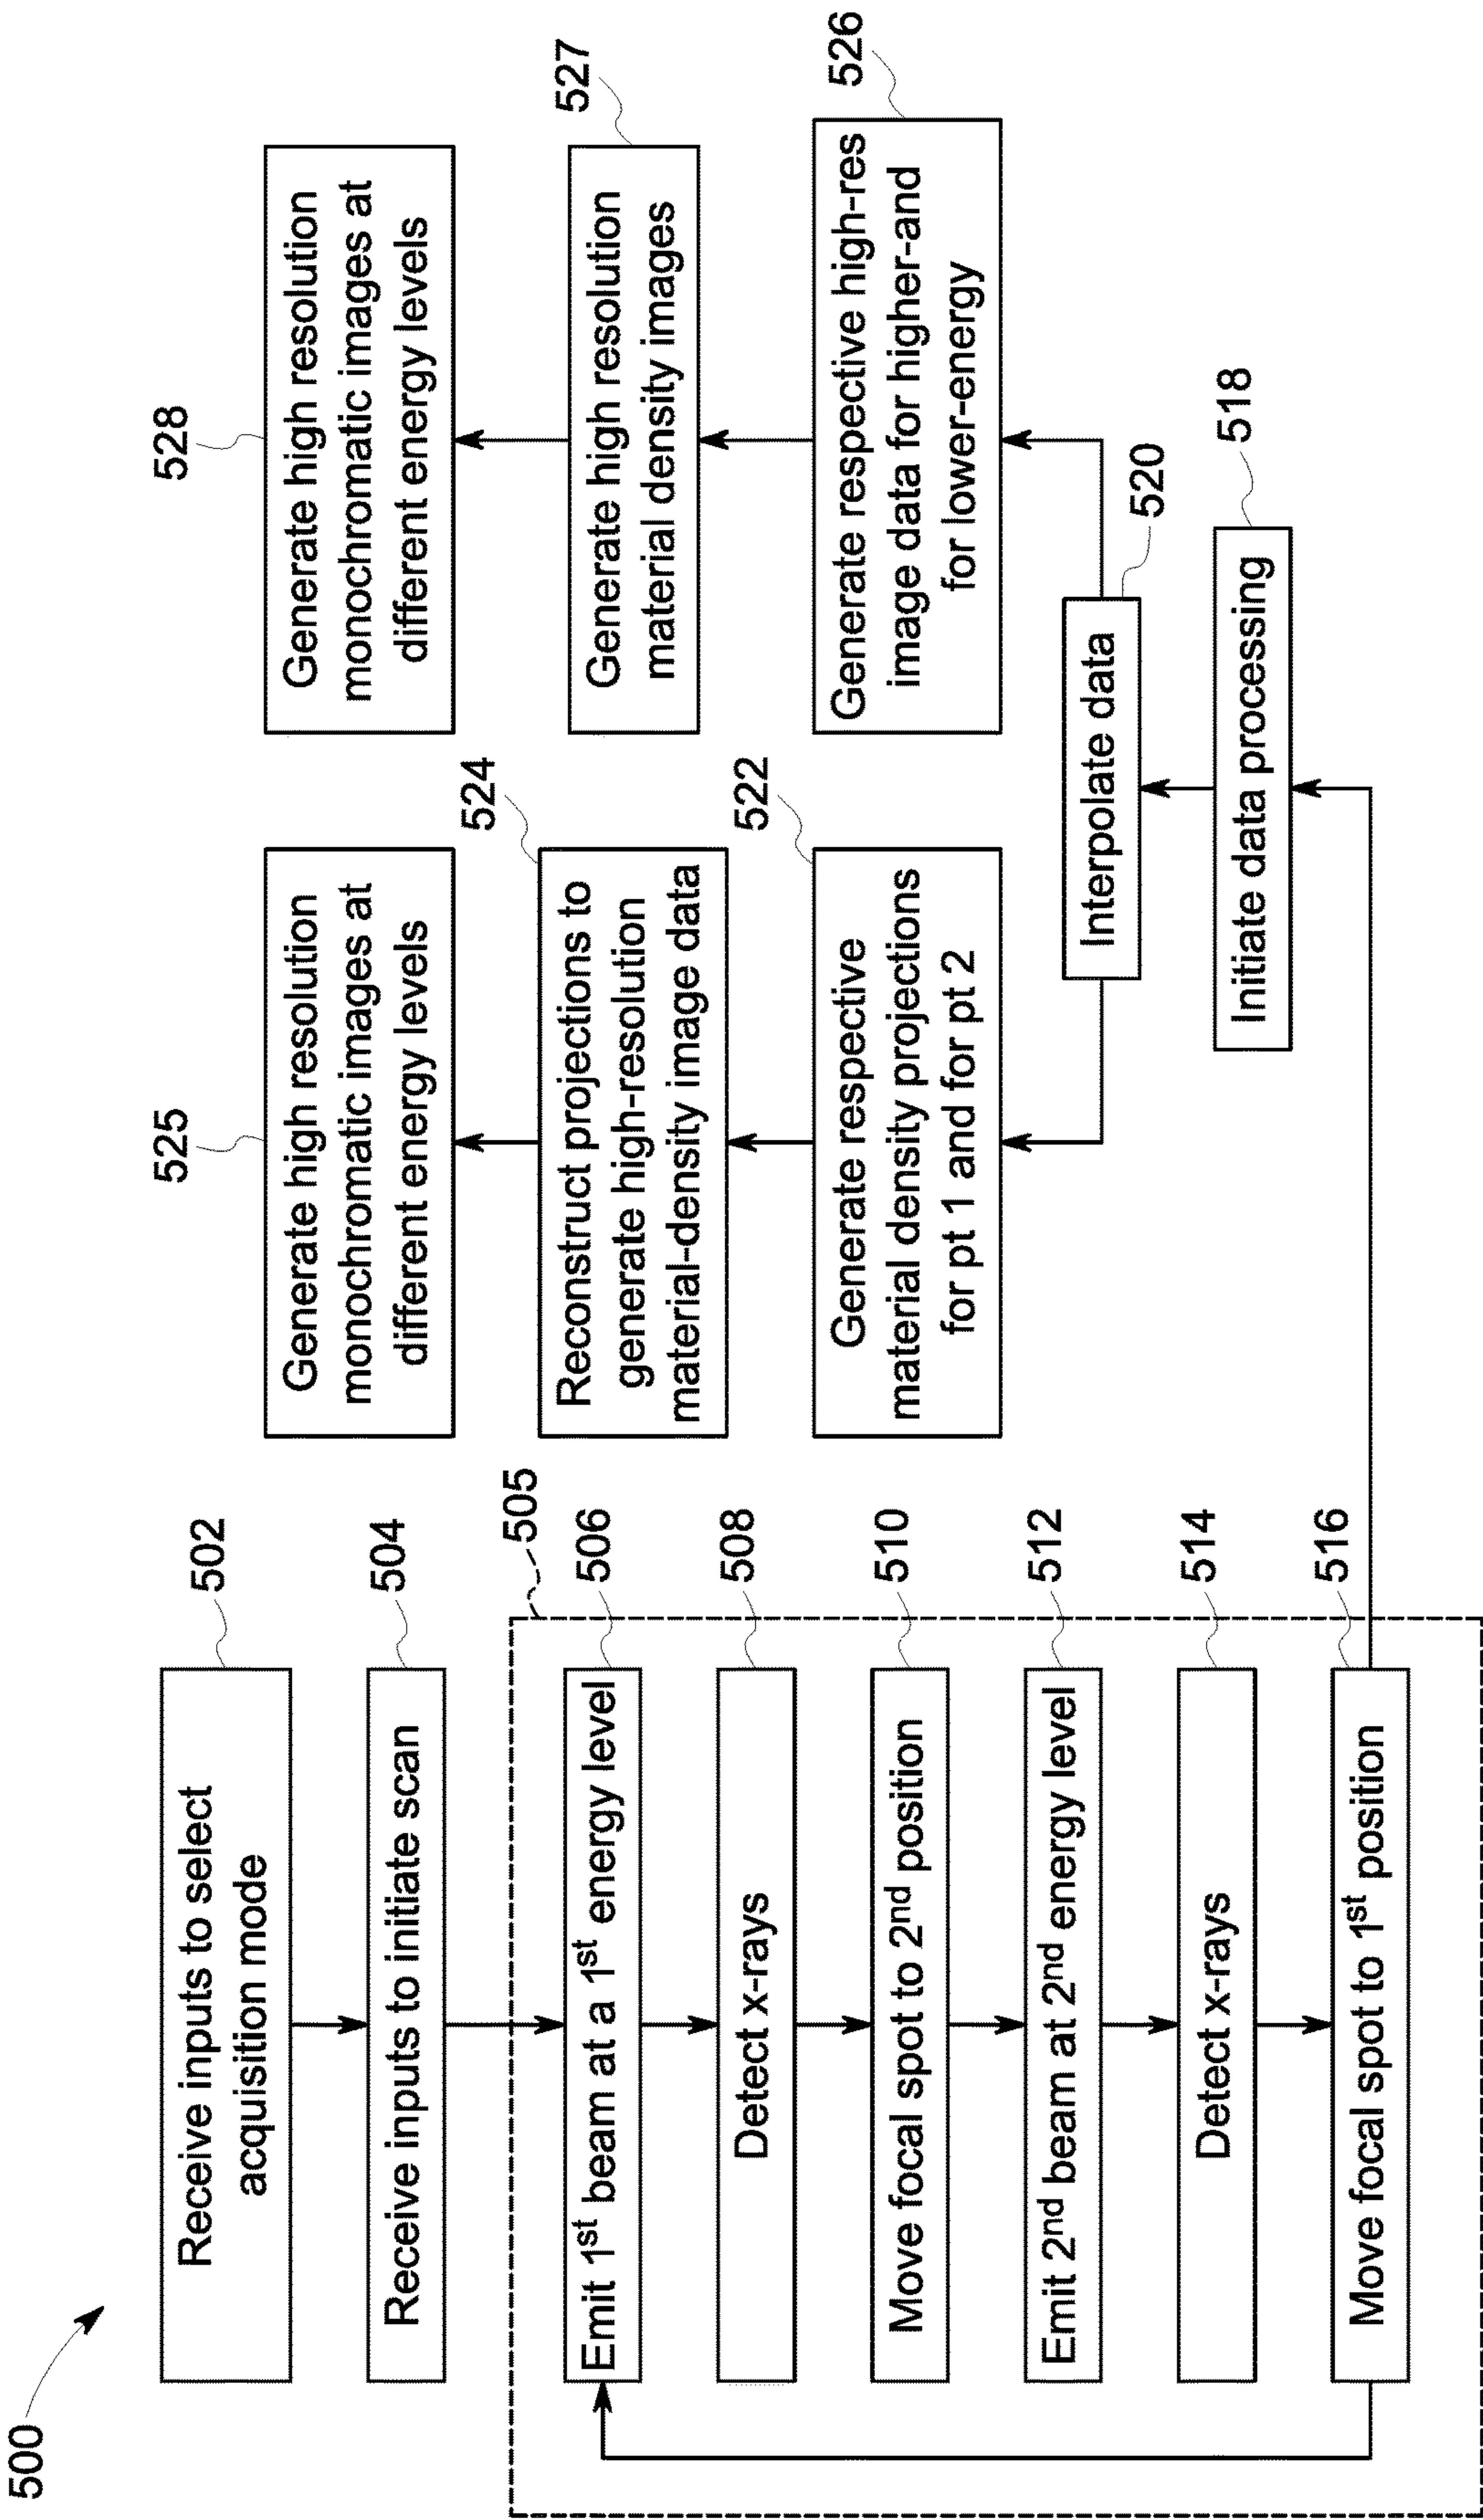 500
Receive inputs to select
acquisition mode
502
Receive inputs to initiate scan
504
505
Emit 1st beam at a 1st energy level
506
Detect x-rays
508
Move focal spot to 2nd position
510
Emit 2nd beam at 2nd energy level
512
Detect x-rays
514
Move focal spot to 1st position
516
525
Generate high resolution
monochromatic images at
different energy levels
524
Reconstruct projections to
generate high-resolution
material-density image data
522
Generate respective
material density projections
for pt 1 and for pt 2
528
Generate high resolution
monochromatic images at
different energy levels
527
Generate high resolution
material density images
526
Generate respective high-res
image data for higher-and
for lower-energy
Interpolate data
520
Initiate data processing
518